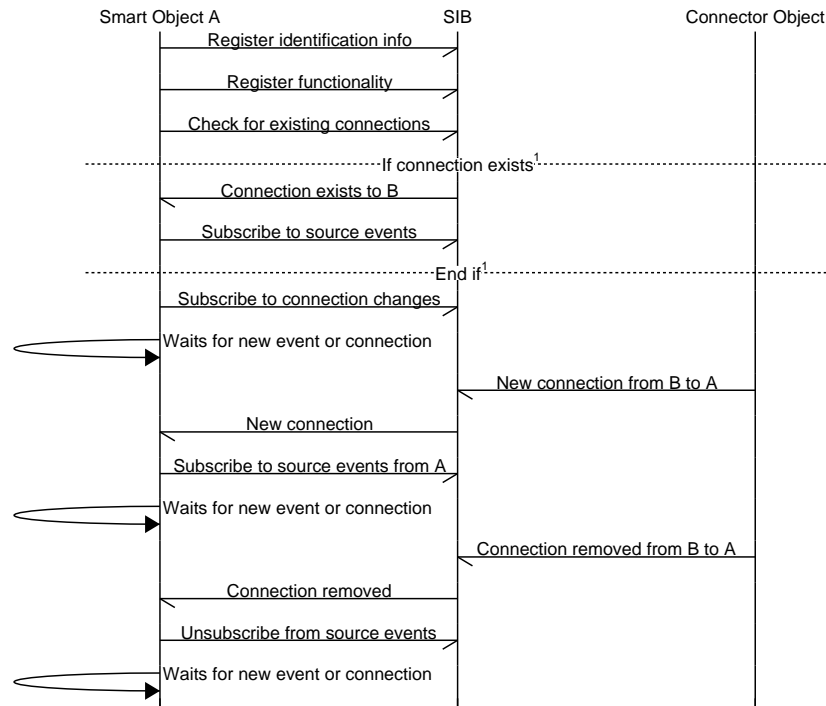 Smart Object A SIB Connector Object
Register identification info
Register functionality
Check for existing connections
If connection exists¹
Connection exists to B
Subscribe to source events
End if¹
Subscribe to connection changes
Waits for new event or connection
New connection from B to A
New connection
Subscribe to source events from A
Waits for new event or connection
Connection removed from B to A
Connection removed
Unsubscribe from source events
Waits for new event or connection